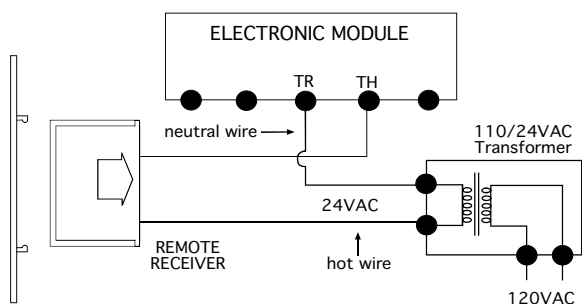 ELECTRONIC MODULE
TR TH
neutral wire
110/24VAC
Transformer
24VAC
REMOTE
RECEIVER
hot wire
120VAC